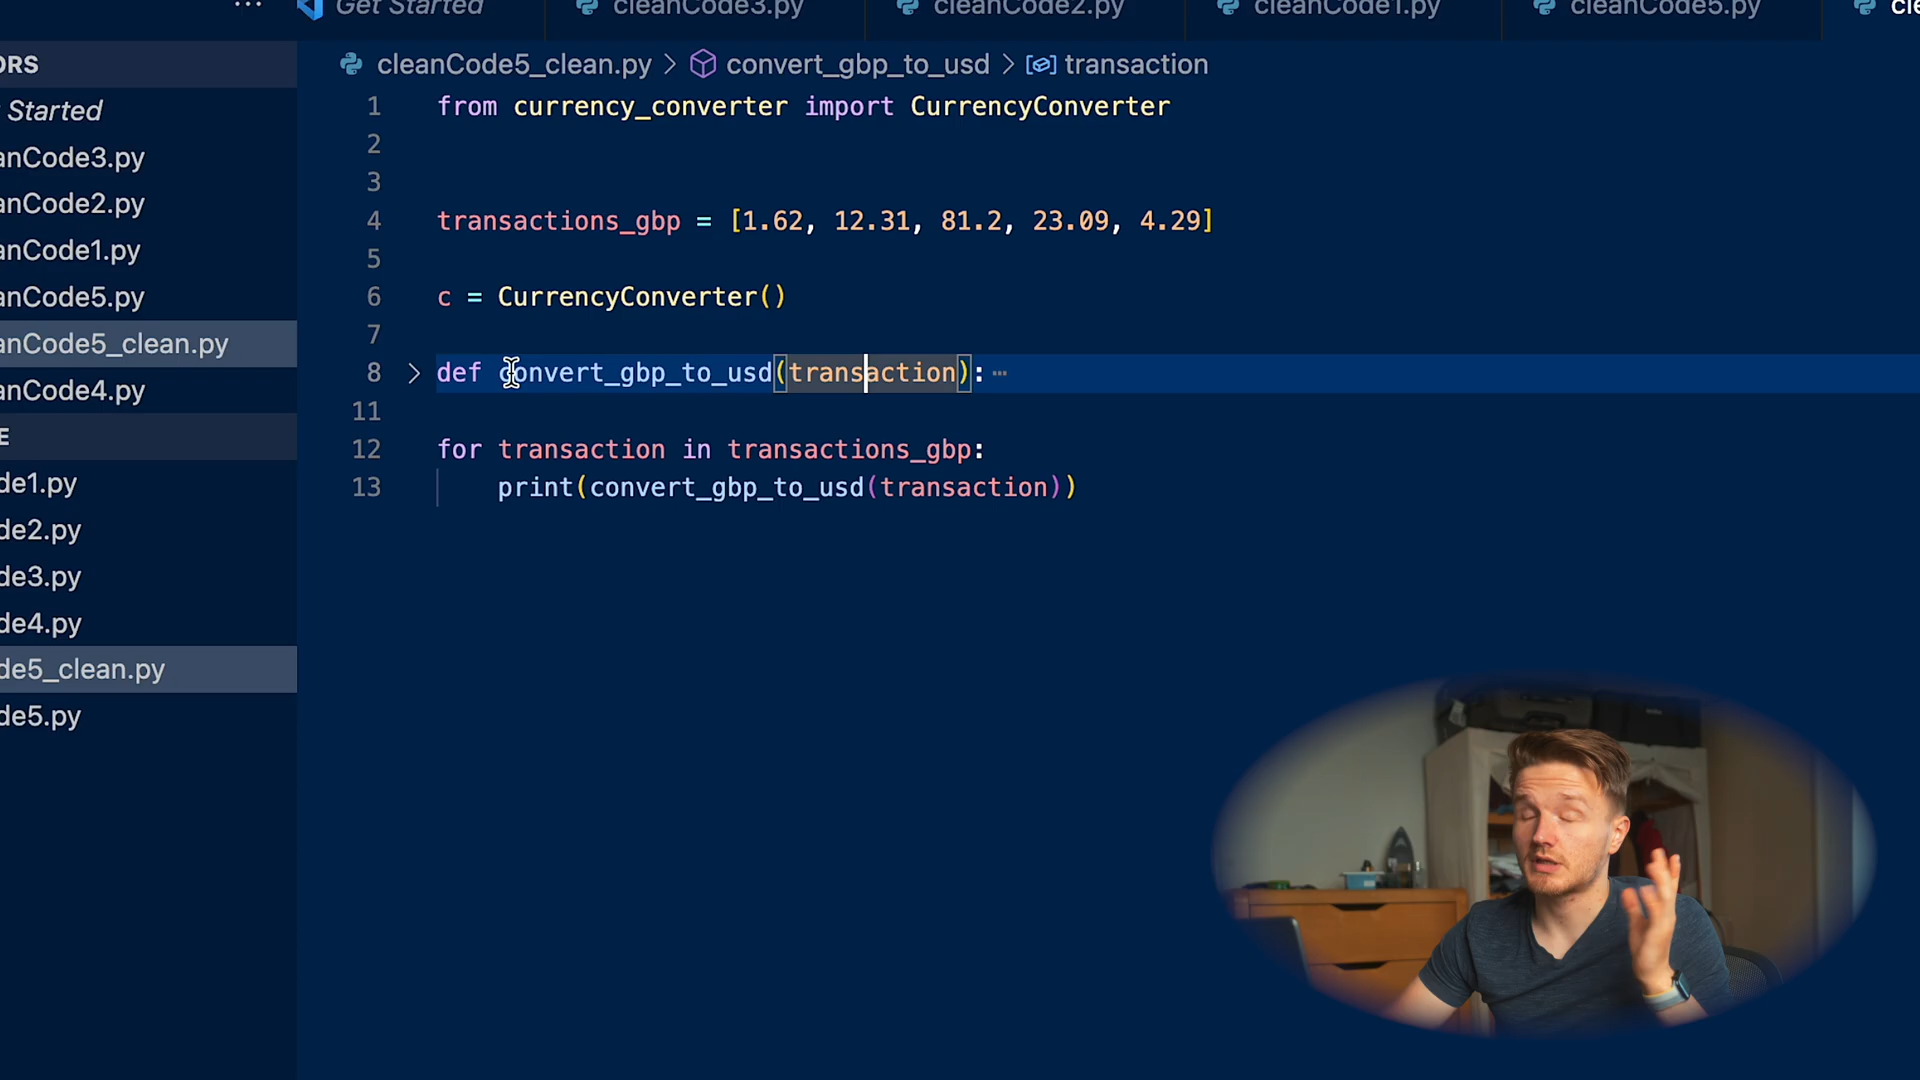 Get Started
cleanCode3.py
cleanCode2.py
cleanCode1.py
cleanCode5.py
cle
ORS
Started
anCode3.py
anCode2.py
anCode1.py
anCode5.py
anCode5_clean.py
anCode4.py
E
de1.py
de2.py
de3.py
de4.py
de5_clean.py
de5.py
cleanCode5_clean.py > convert_gbp_to_usd > transaction
1 from currency_converter import CurrencyConverter
2
3
4 transactions_gbp = [1.62, 12.31, 81.2, 23.09, 4.29]
5
6 c = CurrencyConverter()
7
8 def convert_gbp_to_usd(transaction): …
11
12 for transaction in transactions_gbp:
13 print(convert_gbp_to_usd(transaction))